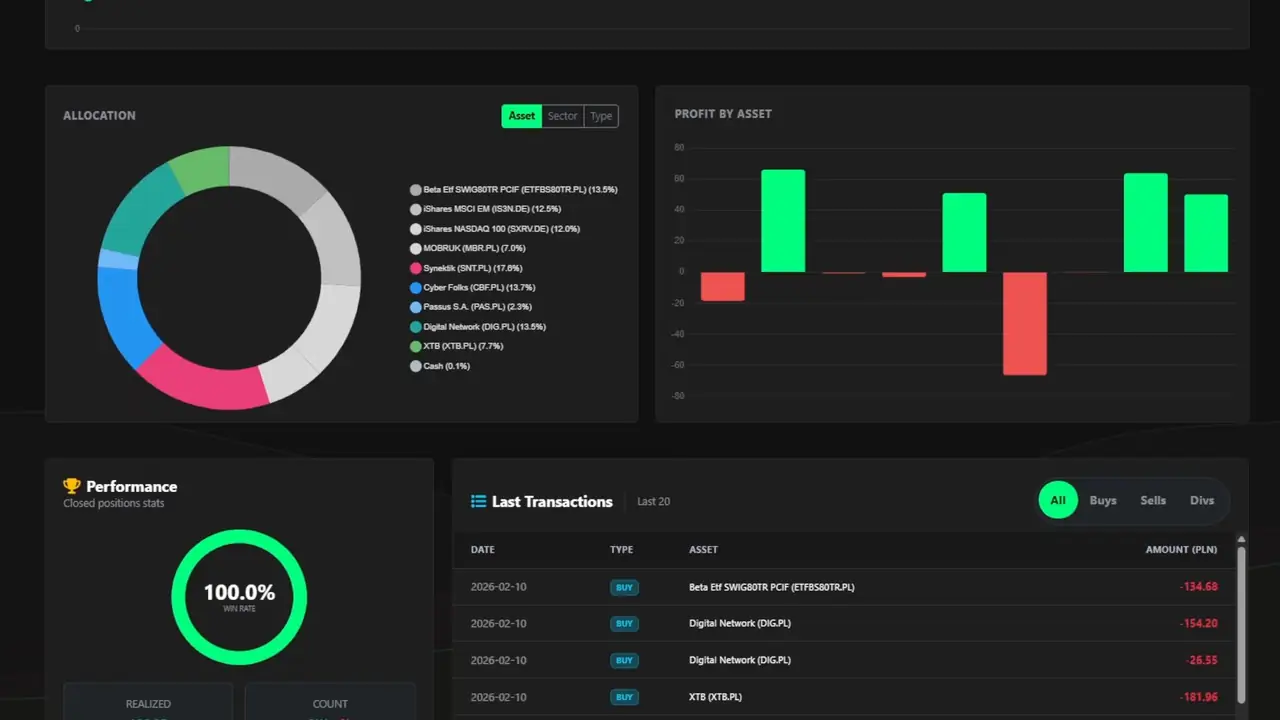 0
ALLOCATION
Asset Sector Type
Beta Etf SWIG80TR PCIF (ETFBS80TR.PL) (13.5%)
iShares MSCI EM (IS3N.DE) (12.5%)
iShares NASDAQ 100 (SXRV.DE) (12.0%)
MOBRUK (MBR.PL) (7.0%)
Synektik (SNT.PL) (17.6%)
Cyber Folks (CBF.PL) (13.7%)
Passus S.A. (PAS.PL) (2.3%)
Digital Network (DIG.PL) (13.5%)
XTB (XTB.PL) (7.7%)
Cash (0.1%)
PROFIT BY ASSET
80
60
40
20
0
-20
-40
-60
-80
Performance
Closed positions stats
100.0%
WIN RATE
REALIZED
COUNT
Last Transactions Last 20
All Buys Sells Divs
DATE TYPE ASSET AMOUNT (PLN)
2026-02-10 BUY Beta Etf SWIG80TR PCIF (ETFBS80TR.PL) -134.68
2026-02-10 BUY Digital Network (DIG.PL) -154.20
2026-02-10 BUY Digital Network (DIG.PL) -26.55
2026-02-10 BUY XTB (XTB.PL) -181.96